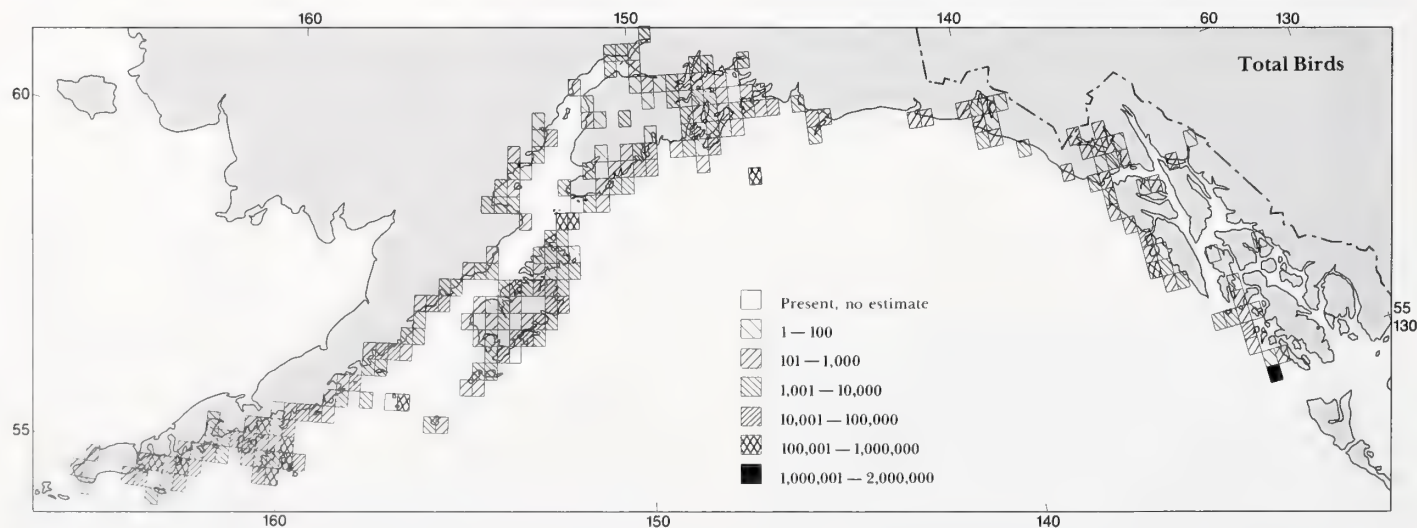 160 150 140 60 130
Total Birds
60
55
130
55
Present, no estimate
1 — 100
101 — 1,000
1,001 — 10,000
10,001 — 100,000
100,001 — 1,000,000
1,000,001 — 2,000,000
160 150 140